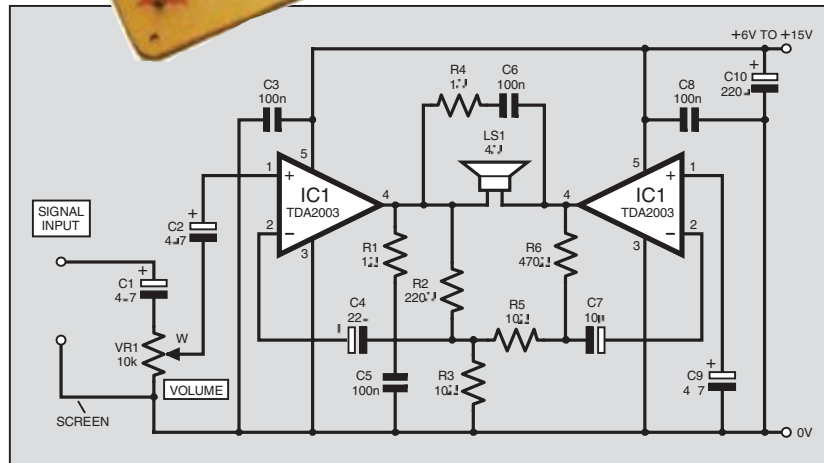 +6V TO +15V
R4
C6
100n
C3
100n
C8
100n
C10
LS1
5
1
+
IC1
TDA2003
4
2
−
3
4
5
IC1
TDA2003
+
1
−
2
3
SIGNAL
INPUT
+
C2
+
C1
VR1
10k
W
VOLUME
SCREEN
R1
R2
R6
C4
R5
C7
C5
100n
R3
+
C9
+
0V